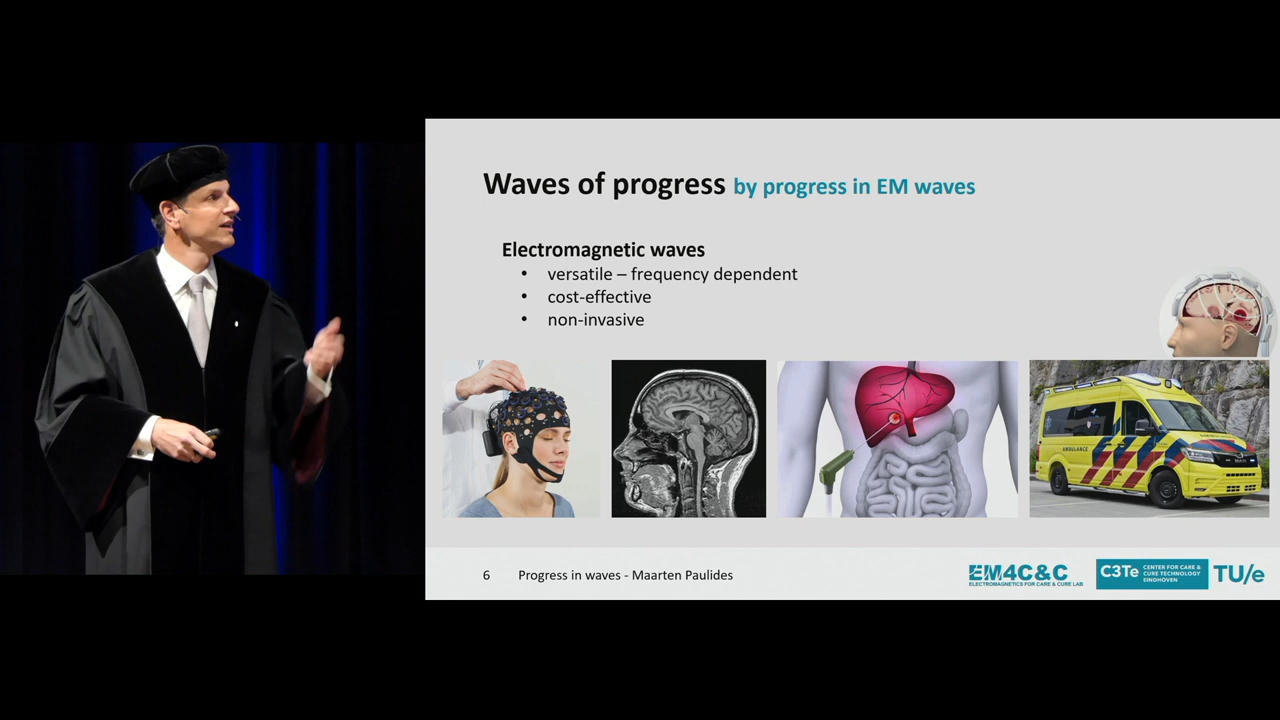 Waves of progress by progress in EM waves
Electromagnetic waves
• versatile – frequency dependent
• cost-effective
• non-invasive
AMBULANCE
6 Progress in waves - Maarten Paulides
EM4C&C
ELECTROMAGNETICS FOR CARE & CURE LAB
C3Te
CENTER FOR CARE &
CURE TECHNOLOGY
EINDHOVEN
TU/e